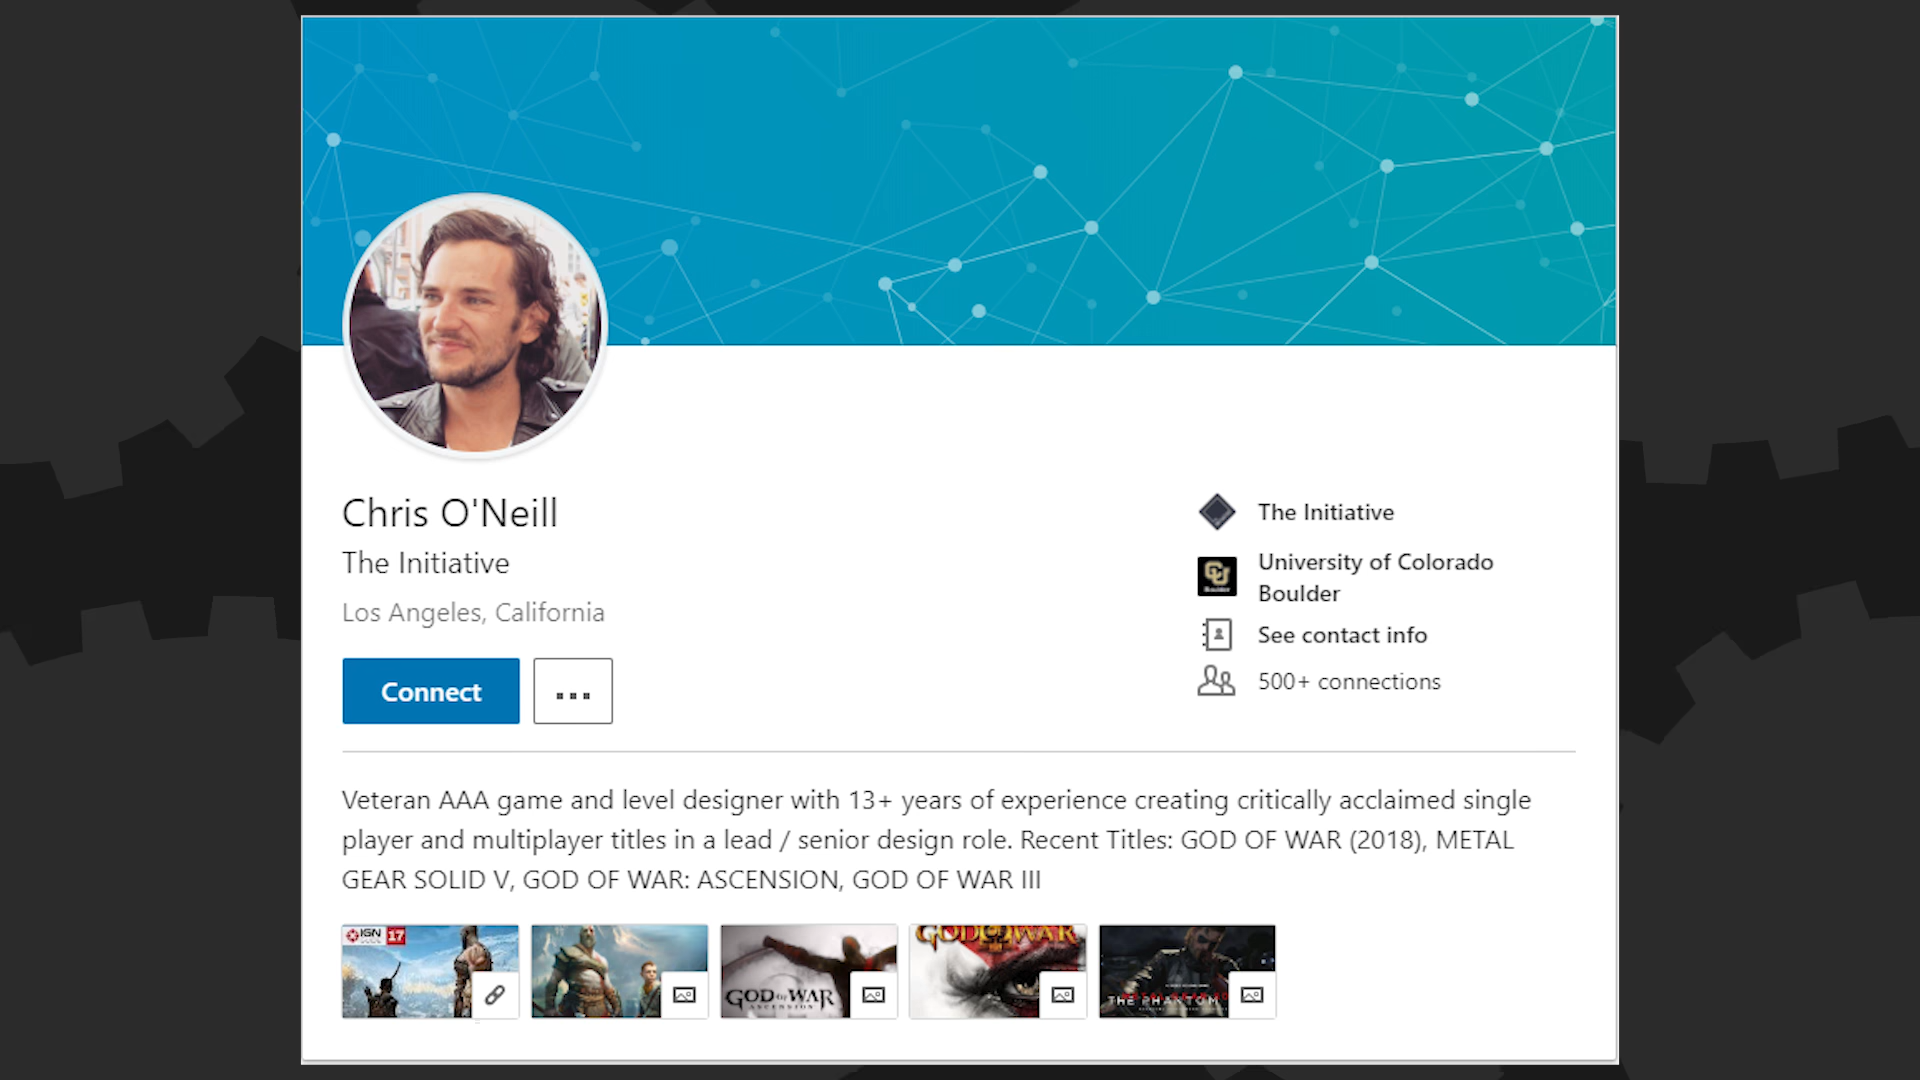 Chris O'Neill
The Initiative
Los Angeles, California
Connect
...
The Initiative
University of Colorado
Boulder
See contact info
500+ connections
Veteran AAA game and level designer with 13+ years of experience creating critically acclaimed single
player and multiplayer titles in a lead / senior design role. Recent Titles: GOD OF WAR (2018), METAL
GEAR SOLID V, GOD OF WAR: ASCENSION, GOD OF WAR III
IGN 17
GOD OF WAR
ASCENSION
GOD OF WAR
III
THE PHANTOM